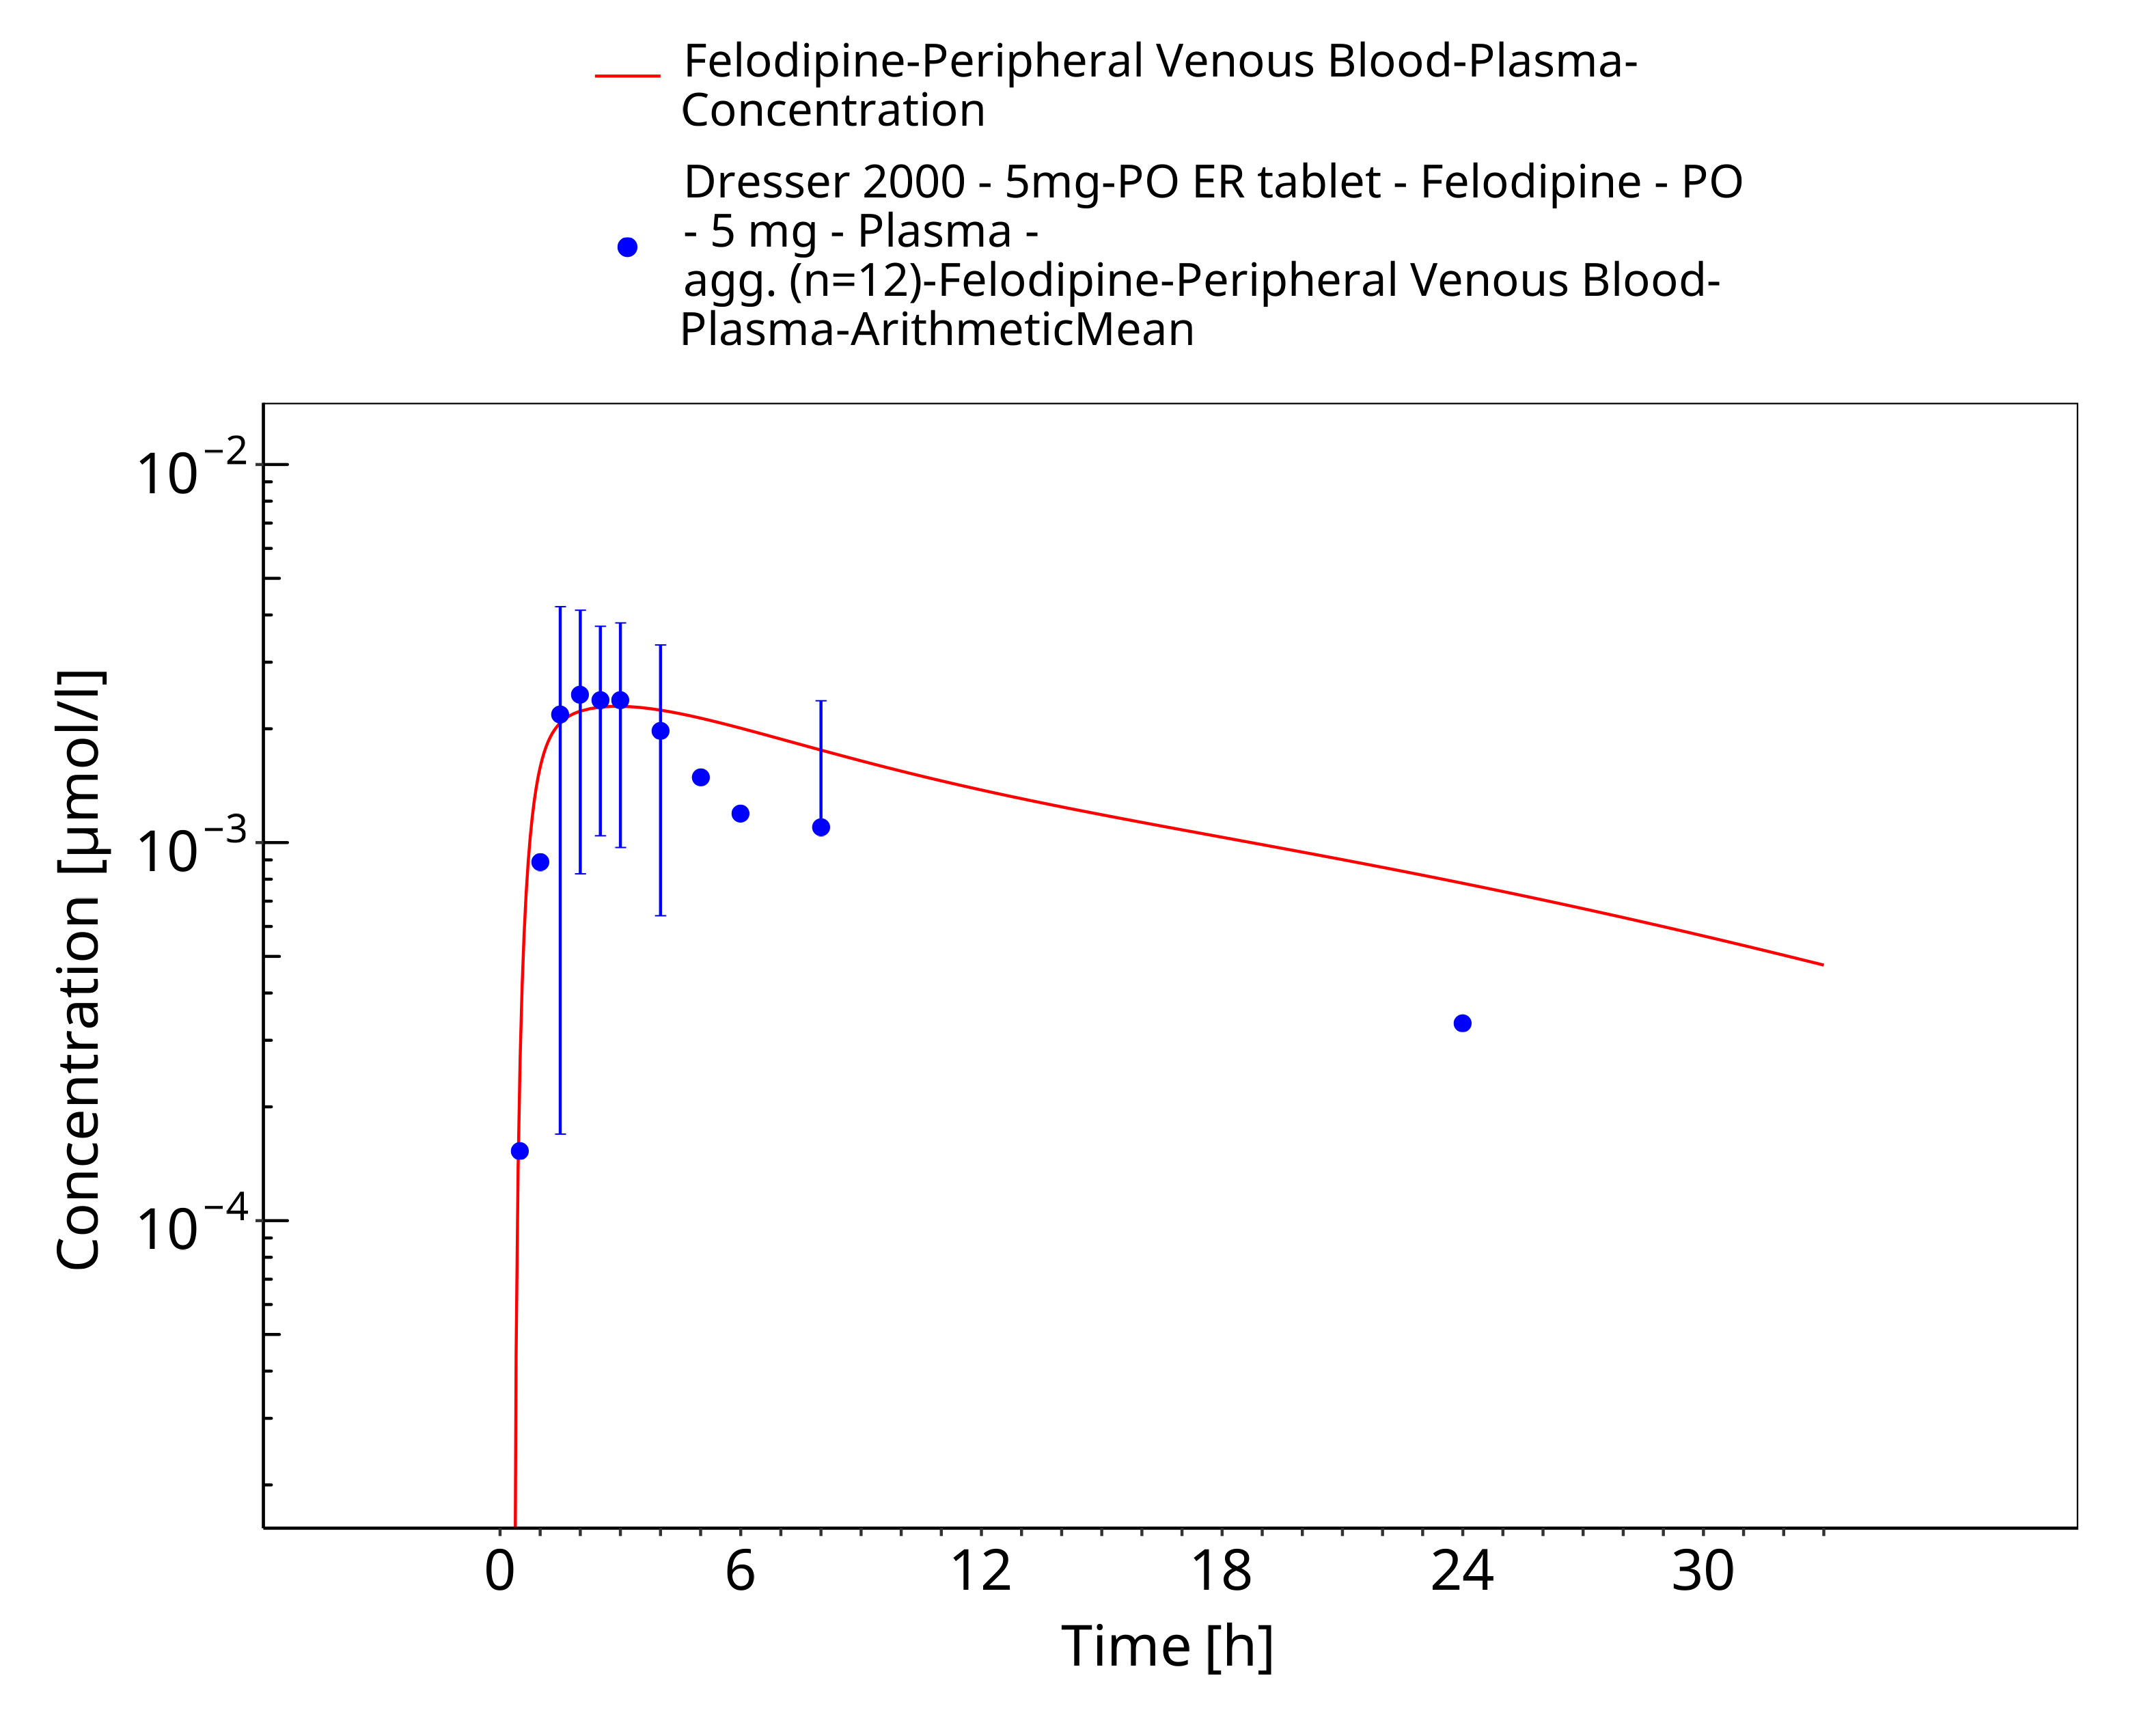 Felodipine-Peripheral Venous Blood-Plasma-
Concentration
Dresser 2000 - 5mg-PO ER tablet - Felodipine - PO
- 5 mg - Plasma -
agg. (n=12)-Felodipine-Peripheral Venous Blood-
Plasma-ArithmeticMean
10⁻²
10⁻³
10⁻⁴
Concentration [µmol/l]
0 6 12 18 24 30
Time [h]